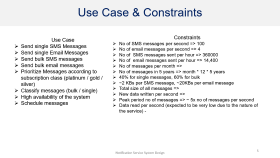 Use Case & Constraints
Use Case
➢ Send single SMS Messages
➢ Send single Email Messages
➢ Send bulk SMS messages
➢ Send bulk email messages
➢ Prioritize Messages according to
subscription class (platinum / gold /
silver)
➢ Classify messages (bulk / single)
➢ High availability of the system
➢ Schedule messages
Constraints
➢ No of SMS messages per second => 100
➢ No of email messages per second => 4
➢ No of SMS messages sent per hour => 360000
➢ No of email messages sent per hour => 14,400
➢ No of messages per month =>
➢ No of messages in 5 years => month * 12 * 5 years
➢ 40% for single messages, 60% for bulk
➢ ~2 KBs per SMS message, ~20KBs per email message
➢ Total size of all messages =>
➢ New data written per second =>
➢ Peak period no of messages => ~ 5x no of messages per second
➢ Data read per second (expected to be very low due to the nature of
the service) -
Notification Service System Design